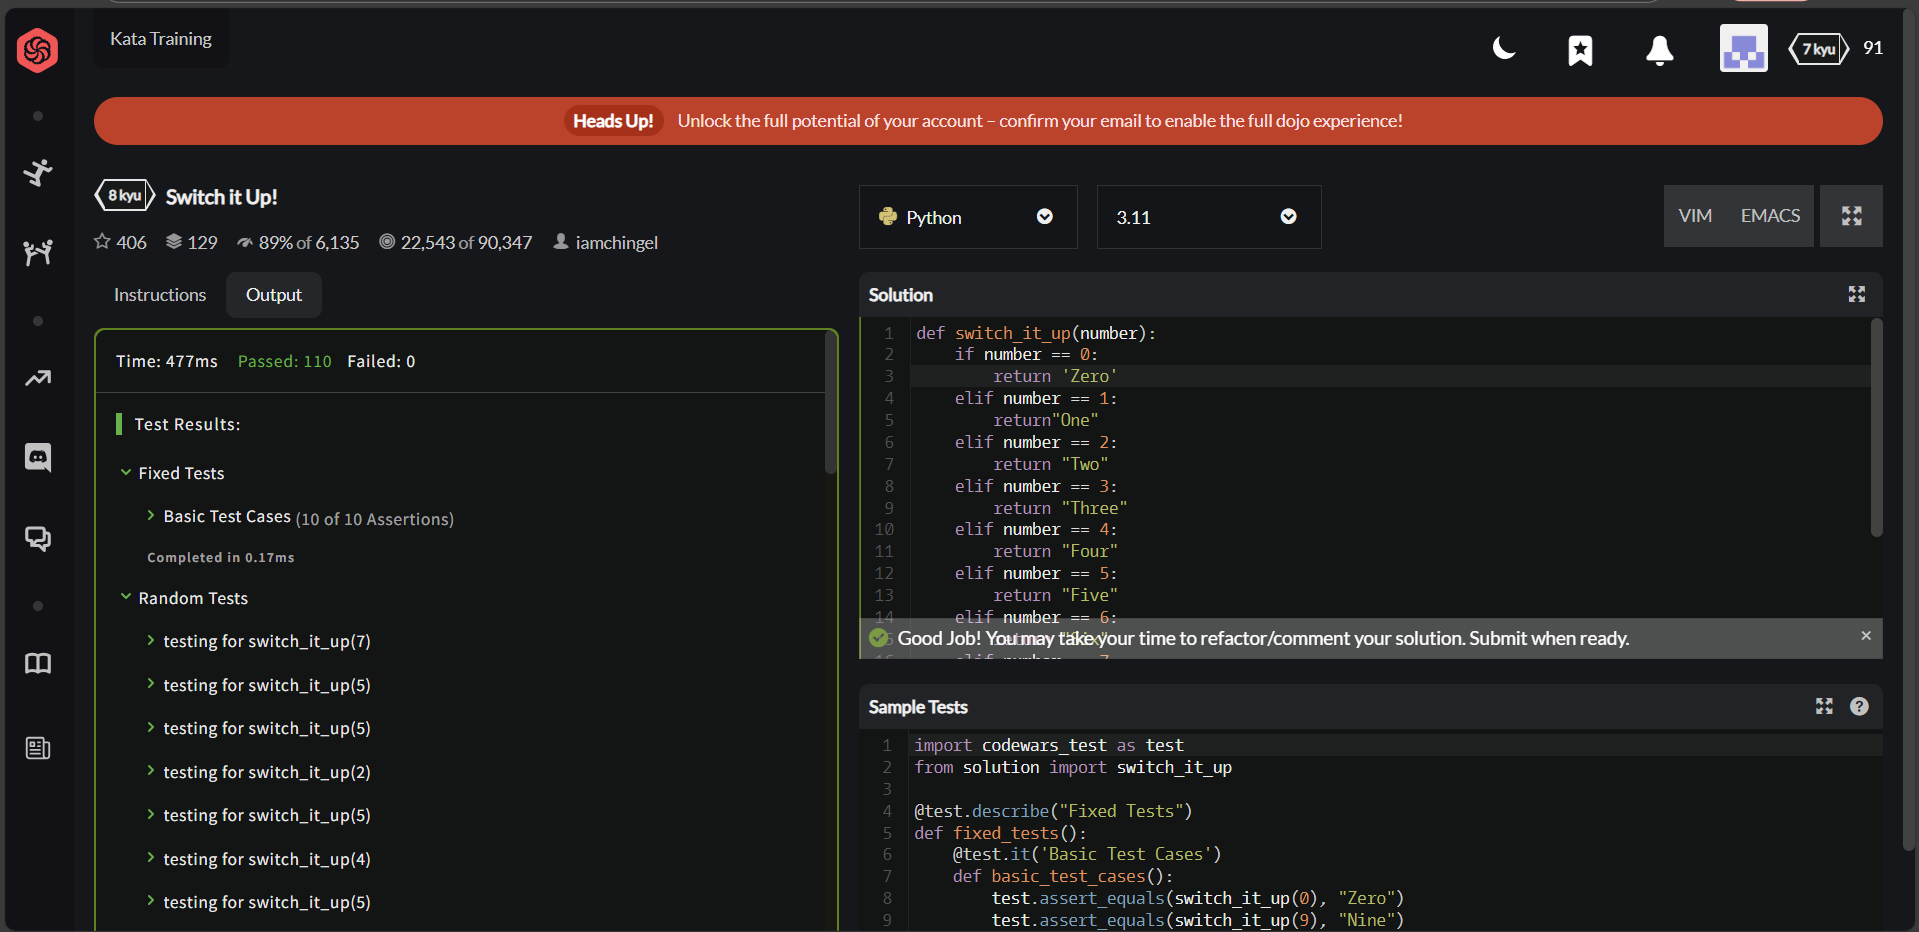 Kata Training
7 kyu 91
Heads Up! Unlock the full potential of your account – confirm your email to enable the full dojo experience!
8 kyu Switch it Up!
406 129 89% of 6,135 22,543 of 90,347 iamchingel
Python 3.11 VIM EMACS
Instructions Output
Time: 477ms Passed: 110 Failed: 0
Test Results:
Fixed Tests
Basic Test Cases (10 of 10 Assertions)
Completed in 0.17ms
Random Tests
testing for switch_it_up(7)
testing for switch_it_up(5)
testing for switch_it_up(5)
testing for switch_it_up(2)
testing for switch_it_up(5)
testing for switch_it_up(4)
testing for switch_it_up(5)
Solution
1 def switch_it_up(number):
2 if number == 0:
3 return 'Zero'
4 elif number == 1:
5 return"One"
6 elif number == 2:
7 return "Two"
8 elif number == 3:
9 return "Three"
10 elif number == 4:
11 return "Four"
12 elif number == 5:
13 return "Five"
14 elif number == 6:
Good Job! You may take your time to refactor/comment your solution. Submit when ready.
Sample Tests
1 import codewars_test as test
2 from solution import switch_it_up
3
4 @test.describe("Fixed Tests")
5 def fixed_tests():
6 @test.it('Basic Test Cases')
7 def basic_test_cases():
8 test.assert_equals(switch_it_up(0), "Zero")
9 test.assert_equals(switch_it_up(9), "Nine")